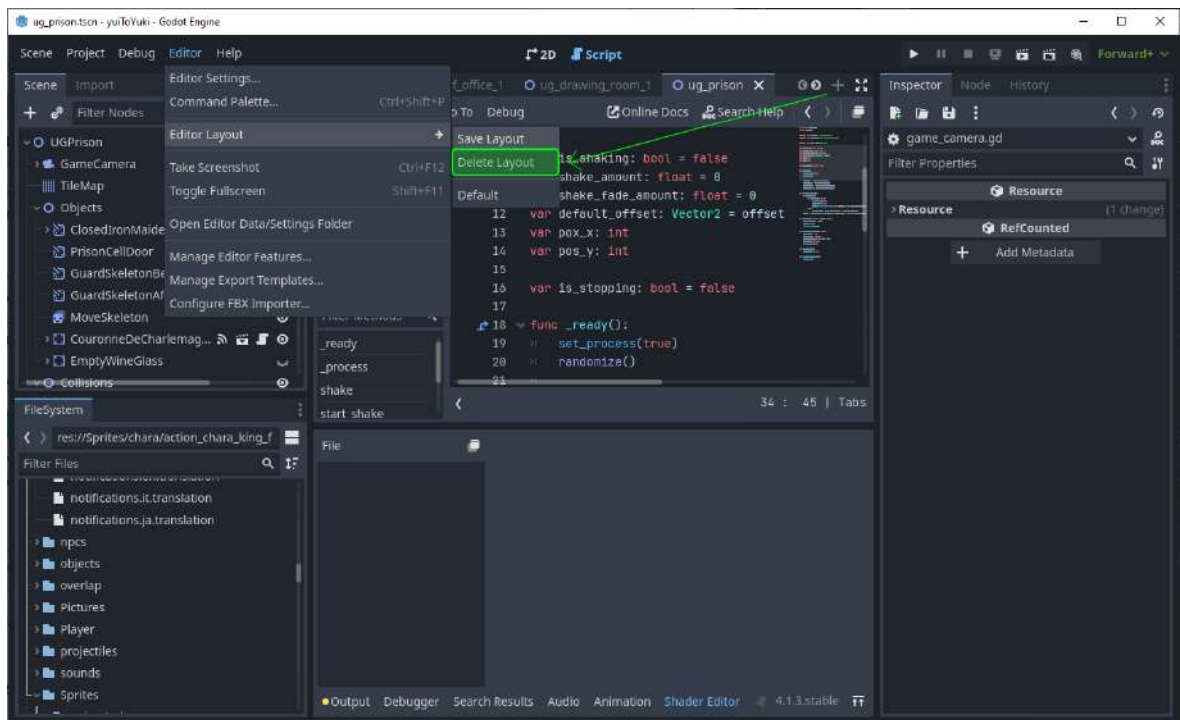 ug_prison.tscn - yuiToYuki - Godot Engine
Scene Project Debug Editor Help
2D Script
Forward+
Scene Import
Filter Nodes
UGPrison
GameCamera
TileMap
Objects
ClosedIronMaide
PrisonCellDoor
GuardSkeletonBe
GuardSkeletonAf
MoveSkeleton
CouronneDeCharlemag...
EmptyWineGlass
Collisions
Editor Settings...
Command Palette... Ctrl+Shift+P
Editor Layout
Take Screenshot Ctrl+F12
Toggle Fullscreen Shift+F11
Open Editor Data/Settings Folder
Manage Editor Features...
Manage Export Templates...
Configure FBX Importer...
Save Layout
Delete Layout
Default
f_office_1 ug_drawing_room_1 ug_prison
o To Debug Online Docs Search Help
is_shaking: bool = false
shake_amount: float = 0
shake_fade_amount: float = 0
12 var default_offset: Vector2 = offset
13 var pox_x: int
14 var pos_y: int
15
16 var is_stopping: bool = false
17
18 func _ready():
19 set_process(true)
20 randomize()
21
Filter Methods
_ready
_process
shake
start_shake
34 : 45 | Tabs
Inspector Node History
game_camera.gd
Filter Properties
Resource
Resource (1 change)
RefCounted
Add Metadata
FileSystem
res://Sprites/chara/action_chara_king_f
Filter Files
notifications.it.translation
notifications.ja.translation
npcs
objects
overlap
Pictures
Player
projectiles
sounds
Sprites
File
Output Debugger Search Results Audio Animation Shader Editor 4.1.3.stable